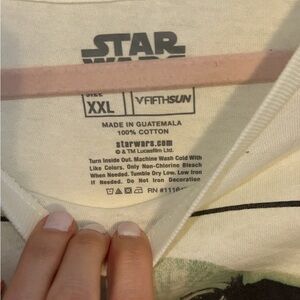 STAR
WARS
SIZE
XXL
FIFTHSUN
MADE IN GUATEMALA
100% COTTON
starwars.com
© & TM Lucasfilm Ltd.
Turn Inside Out. Machine Wash Cold With
Like Colors. Only Non-Chlorine Bleach
When Needed. Tumble Dry Low. Low Iron
If Needed. Do Not Iron Decoration